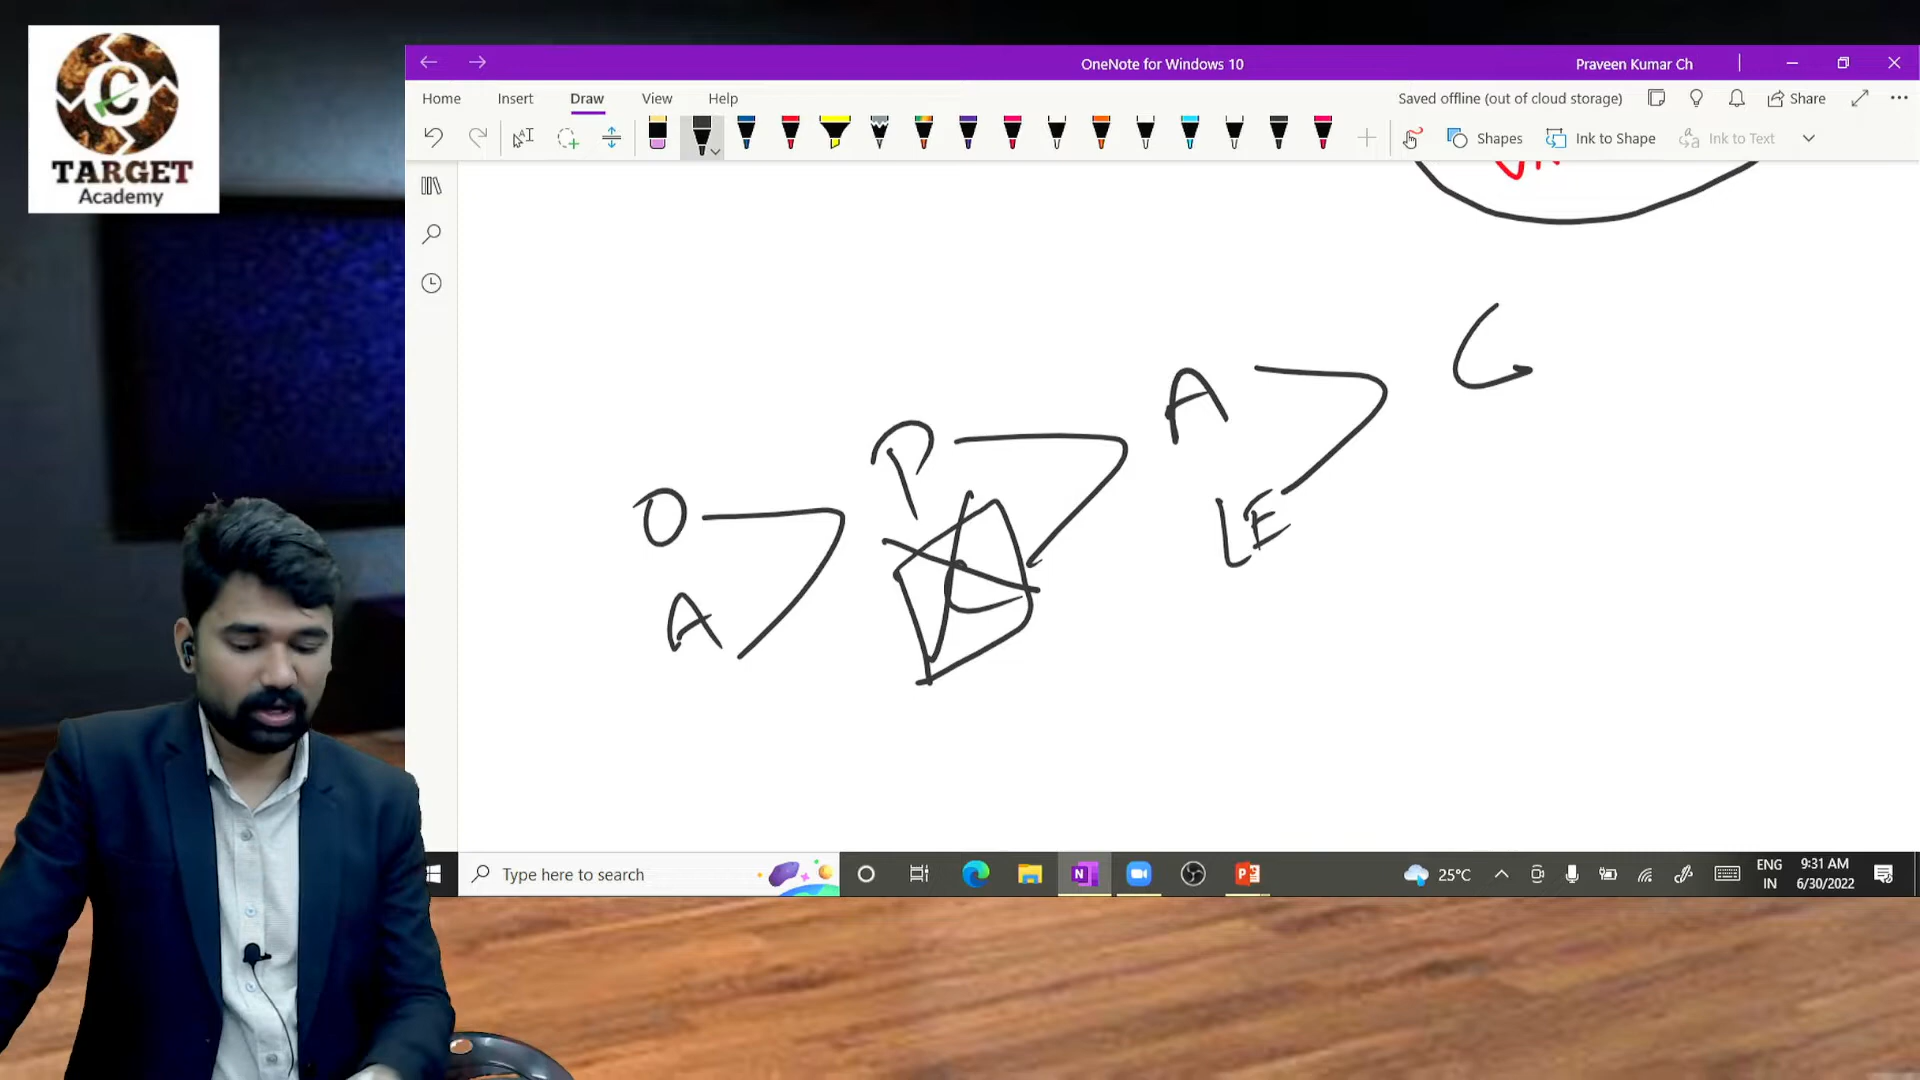 TARGET
Academy
OneNote for Windows 10
Praveen Kumar Ch
Home Insert Draw View Help
Saved offline (out of cloud storage)
Share
Shapes
Ink to Shape
Ink to Text
C
A
P
O
LE
A
Type here to search
25°C
ENG
IN
9:31 AM
6/30/2022